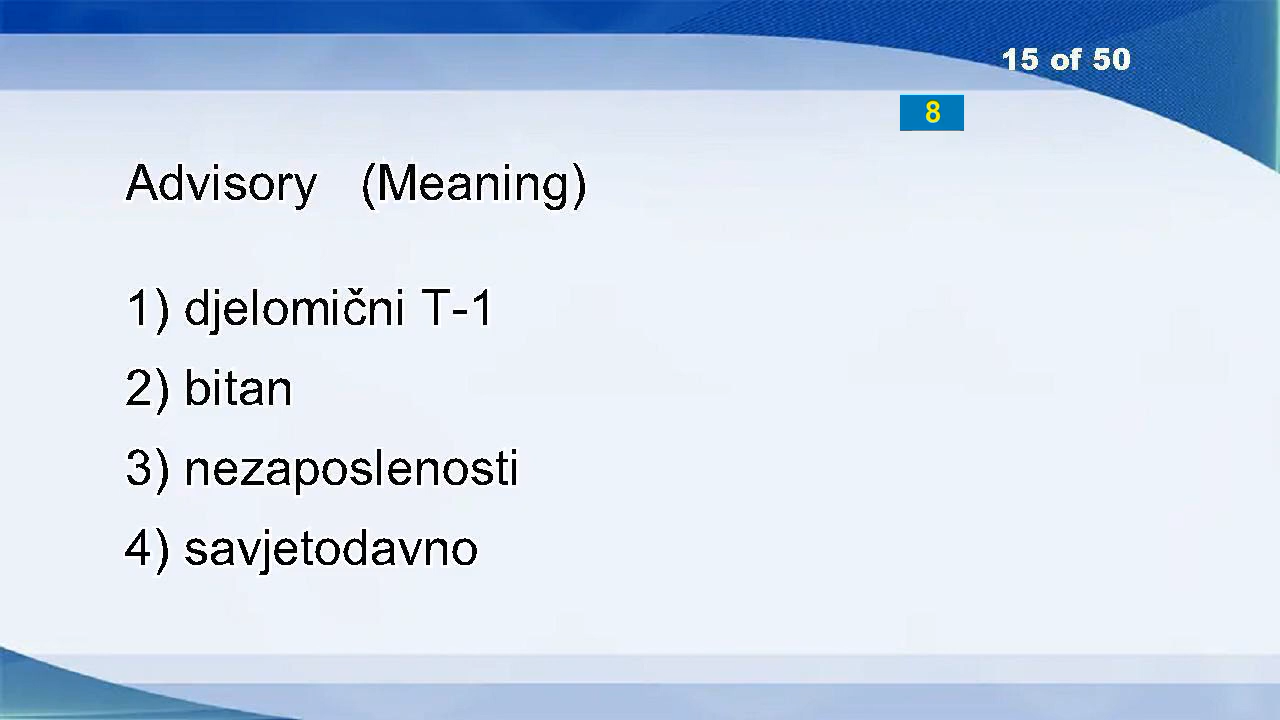 15 of 50
8
Advisory (Meaning)
1) djelomični T-1
2) bitan
3) nezaposlenosti
4) savjetodavno